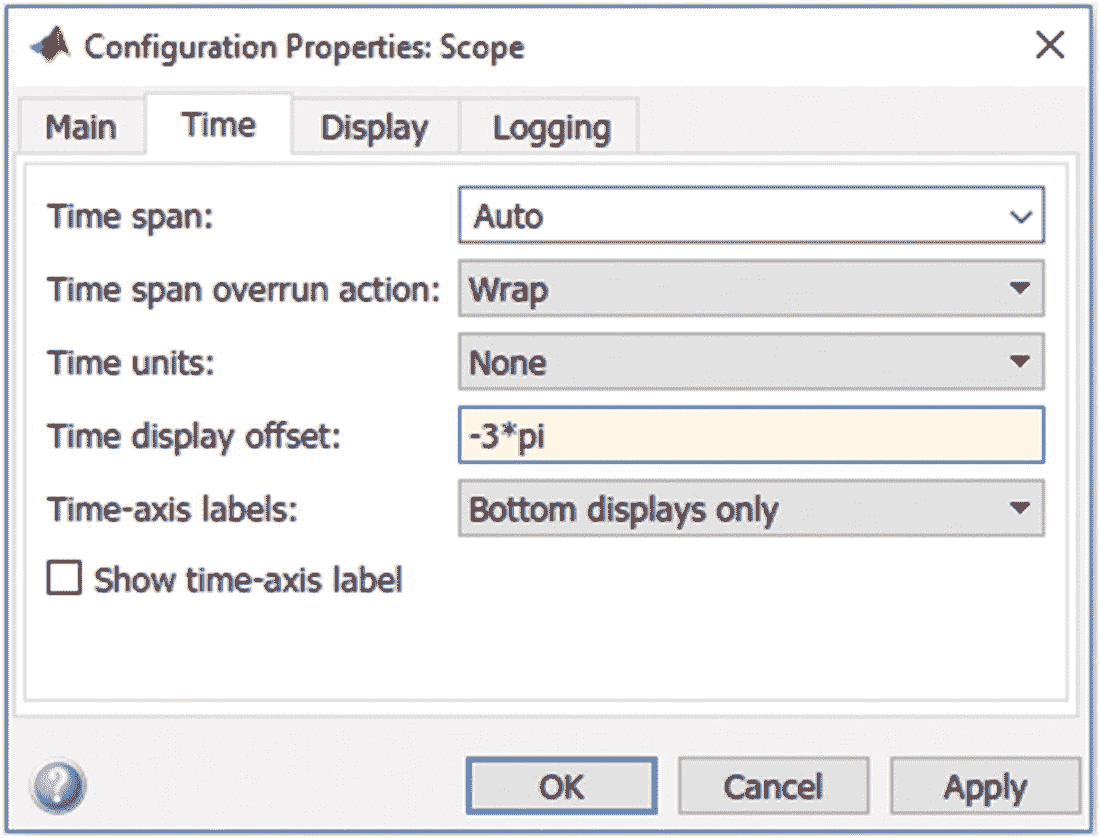 Configuration Properties: Scope
Main Time Display Logging
Time span: Auto
Time span overrun action: Wrap
Time units: None
Time display offset: -3*pi
Time-axis labels: Bottom displays only
Show time-axis label
? OK Cancel Apply